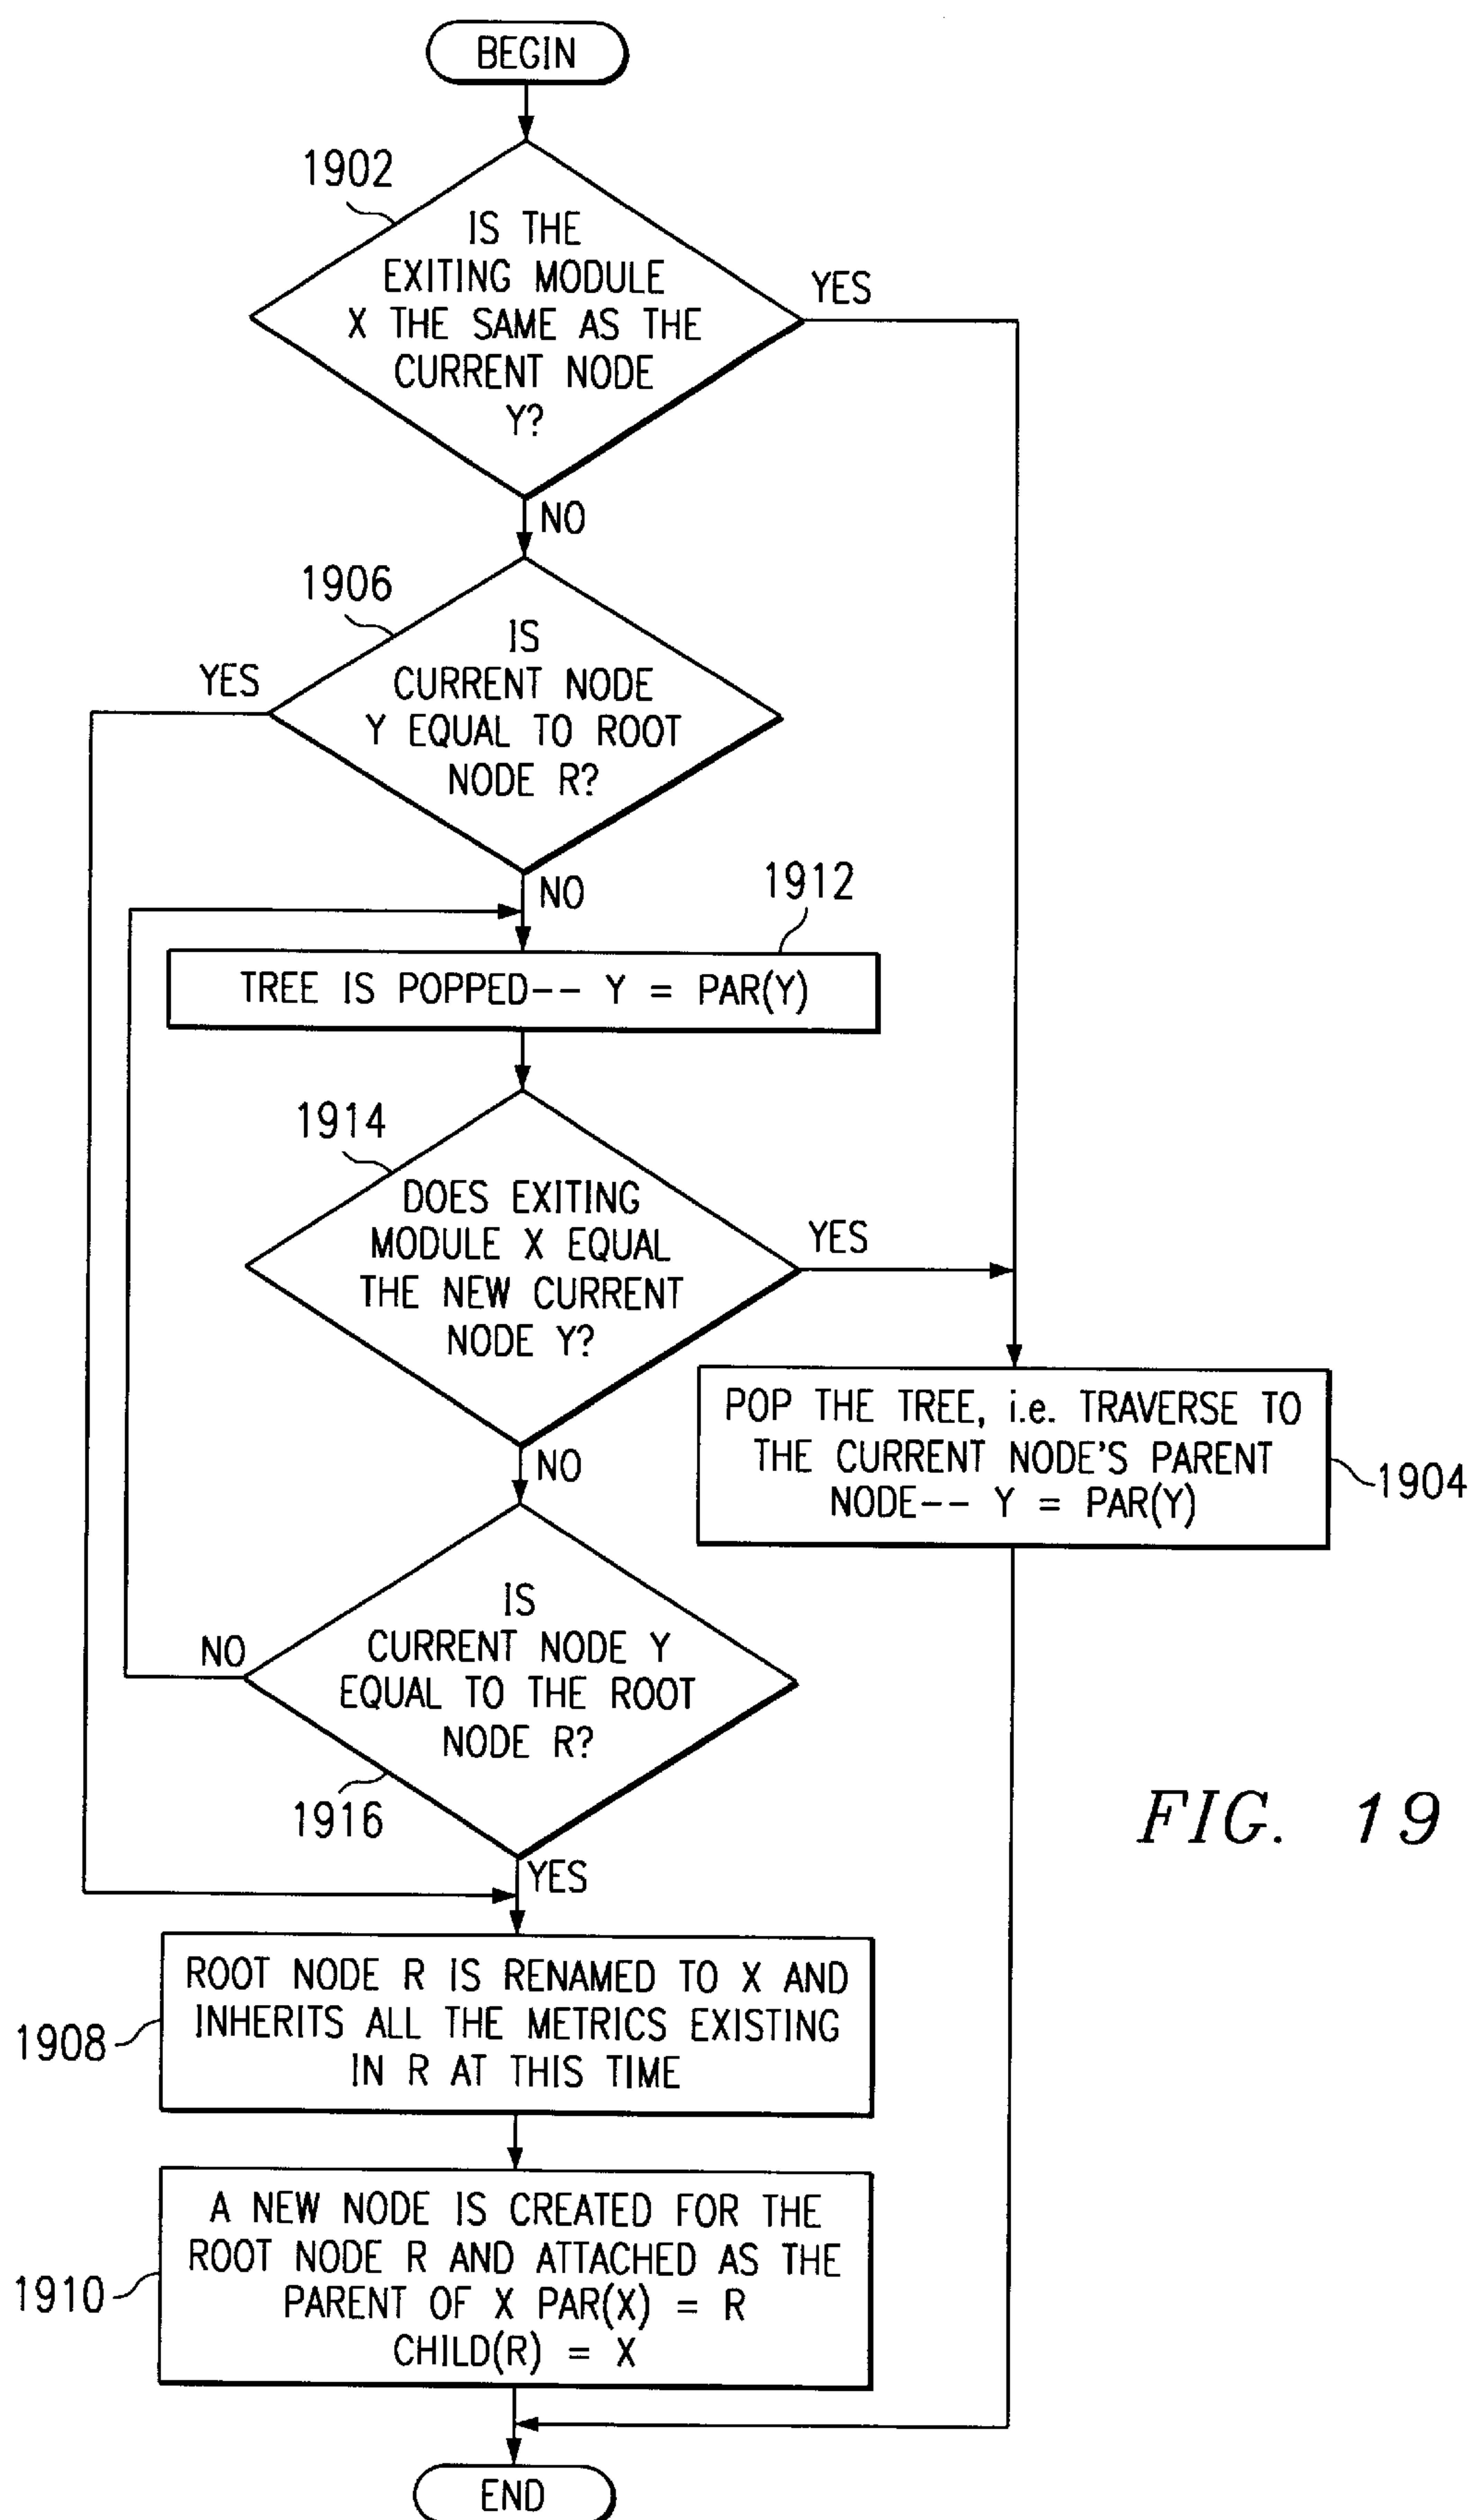 BEGIN
1902
IS THE
EXITING MODULE
X THE SAME AS THE
CURRENT NODE
Y?
YES
NO
1906
IS
CURRENT NODE
Y EQUAL TO ROOT
NODE R?
YES
NO
1912
TREE IS POPPED-- Y = PAR(Y)
1914
DOES EXITING
MODULE X EQUAL
THE NEW CURRENT
NODE Y?
YES
NO
POP THE TREE, i.e. TRAVERSE TO
THE CURRENT NODE'S PARENT
NODE-- Y = PAR(Y)
1904
IS
CURRENT NODE Y
EQUAL TO THE ROOT
NODE R?
NO
1916
YES
FIG. 19
ROOT NODE R IS RENAMED TO X AND
INHERITS ALL THE METRICS EXISTING
IN R AT THIS TIME
1908
A NEW NODE IS CREATED FOR THE
ROOT NODE R AND ATTACHED AS THE
PARENT OF X PAR(X) = R
CHILD(R) = X
1910
END